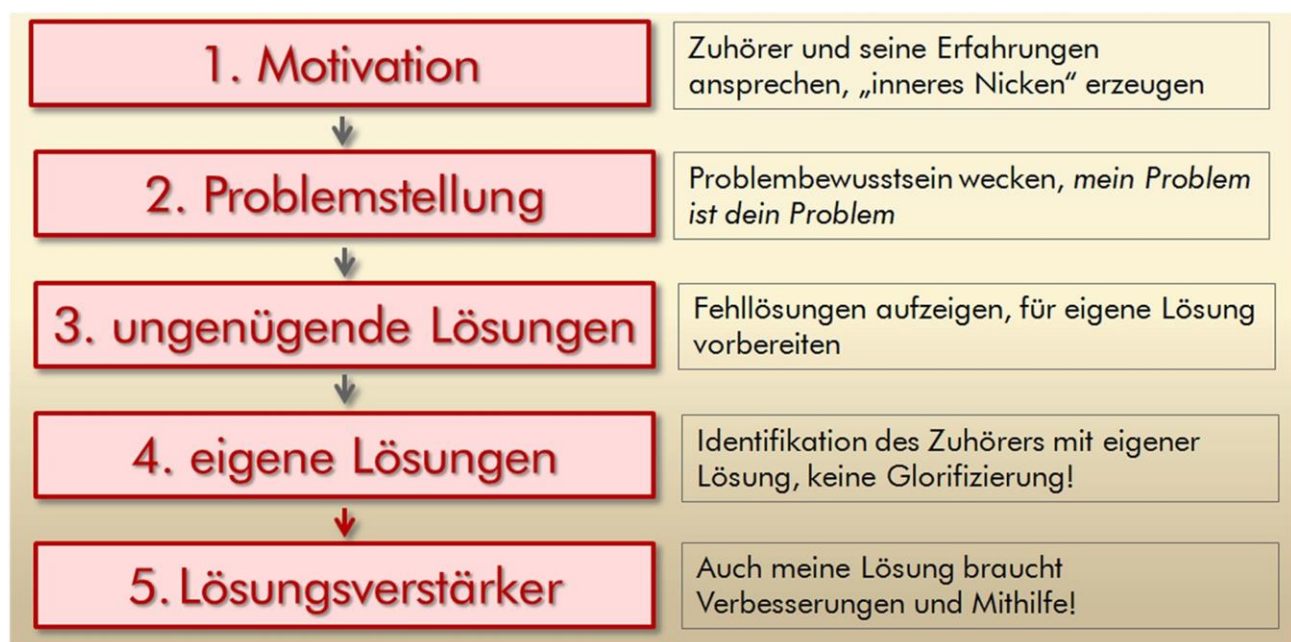 1. Motivation
Zuhörer und seine Erfahrungen
ansprechen, „inneres Nicken“ erzeugen
2. Problemstellung
Problembewusstsein wecken, mein Problem
ist dein Problem
3. ungenügende Lösungen
Fehllösungen aufzeigen, für eigene Lösung
vorbereiten
4. eigene Lösungen
Identifikation des Zuhörers mit eigener
Lösung, keine Glorifizierung!
5. Lösungsverstärker
Auch meine Lösung braucht
Verbesserungen und Mithilfe!